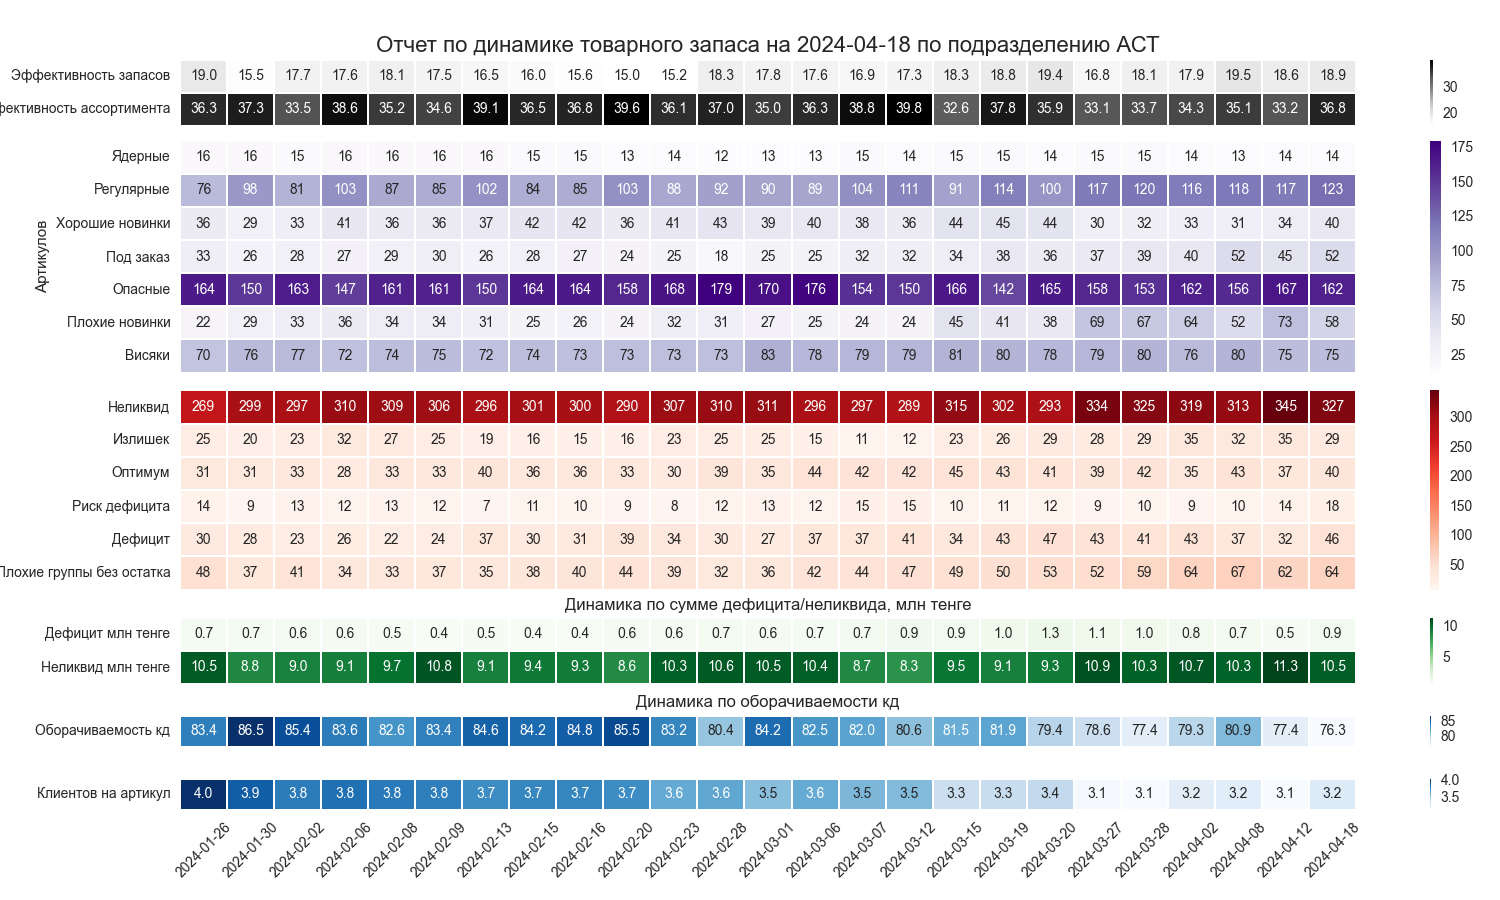 Отчет по динамике товарного запаса на 2024-04-18 по подразделению АСТ
Эффективность запасов 19.0 15.5 17.7 17.6 18.1 17.5 16.5 16.0 15.6 15.0 15.2 18.3 17.8 17.6 16.9 17.3 18.3 18.8 19.4 16.8 18.1 17.9 19.5 18.6 18.9
фективность ассортимента 36.3 37.3 33.5 38.6 35.2 34.6 39.1 36.5 36.8 39.6 36.1 37.0 35.0 36.3 38.8 39.8 32.6 37.8 35.9 33.1 33.7 34.3 35.1 33.2 36.8
30
20
Артикулов
Ядерные 16 16 15 16 16 16 16 15 15 13 14 12 13 13 15 14 15 15 14 15 15 14 13 14 14
Регулярные 76 98 81 103 87 85 102 84 85 103 88 92 90 89 104 111 91 114 100 117 120 116 118 117 123
Хорошие новинки 36 29 33 41 36 36 37 42 42 36 41 43 39 40 38 36 44 45 44 30 32 33 31 34 40
Под заказ 33 26 28 27 29 30 26 28 27 24 25 18 25 25 32 32 34 38 36 37 39 40 52 45 52
Опасные 164 150 163 147 161 161 150 164 164 158 168 179 170 176 154 150 166 142 165 158 153 162 156 167 162
Плохие новинки 22 29 33 36 34 34 31 25 26 24 32 31 27 25 24 24 45 41 38 69 67 64 52 73 58
Висяки 70 76 77 72 74 75 72 74 73 73 73 73 83 78 79 79 81 80 78 79 80 76 80 75 75
175
150
125
100
75
50
25
Неликвид 269 299 297 310 309 306 296 301 300 290 307 310 311 296 297 289 315 302 293 334 325 319 313 345 327
Излишек 25 20 23 32 27 25 19 16 15 16 23 25 25 15 11 12 23 26 29 28 29 35 32 35 29
Оптимум 31 31 33 28 33 33 40 36 36 33 30 39 35 44 42 42 45 43 41 39 42 35 43 37 40
Риск дефицита 14 9 13 12 13 12 7 11 10 9 8 12 13 12 15 15 10 11 12 9 10 9 10 14 18
Дефицит 30 28 23 26 22 24 37 30 31 39 34 30 27 37 37 41 34 43 47 43 41 43 37 32 46
Плохие группы без остатка 48 37 41 34 33 37 35 38 40 44 39 32 36 42 44 47 49 50 53 52 59 64 67 62 64
300
250
200
150
100
50
Динамика по сумме дефицита/неликвида, млн тенге
Дефицит млн тенге 0.7 0.7 0.6 0.6 0.5 0.4 0.5 0.4 0.4 0.6 0.6 0.7 0.6 0.7 0.7 0.9 0.9 1.0 1.3 1.1 1.0 0.8 0.7 0.5 0.9
Неликвид млн тенге 10.5 8.8 9.0 9.1 9.7 10.8 9.1 9.4 9.3 8.6 10.3 10.6 10.5 10.4 8.7 8.3 9.5 9.1 9.3 10.9 10.3 10.7 10.3 11.3 10.5
10
5
Динамика по оборачиваемости кд
Оборачиваемость кд 83.4 86.5 85.4 83.6 82.6 83.4 84.6 84.2 84.8 85.5 83.2 80.4 84.2 82.5 82.0 80.6 81.5 81.9 79.4 78.6 77.4 79.3 80.9 77.4 76.3
85
80
Клиентов на артикул 4.0 3.9 3.8 3.8 3.8 3.8 3.7 3.7 3.7 3.7 3.6 3.6 3.5 3.6 3.5 3.5 3.3 3.3 3.4 3.1 3.1 3.2 3.2 3.1 3.2
4.0
3.5
2024-01-26 2024-01-30 2024-02-02 2024-02-06 2024-02-08 2024-02-09 2024-02-13 2024-02-15 2024-02-16 2024-02-20 2024-02-23 2024-02-28 2024-03-01 2024-03-06 2024-03-07 2024-03-12 2024-03-15 2024-03-19 2024-03-20 2024-03-27 2024-03-28 2024-04-02 2024-04-08 2024-04-12 2024-04-18